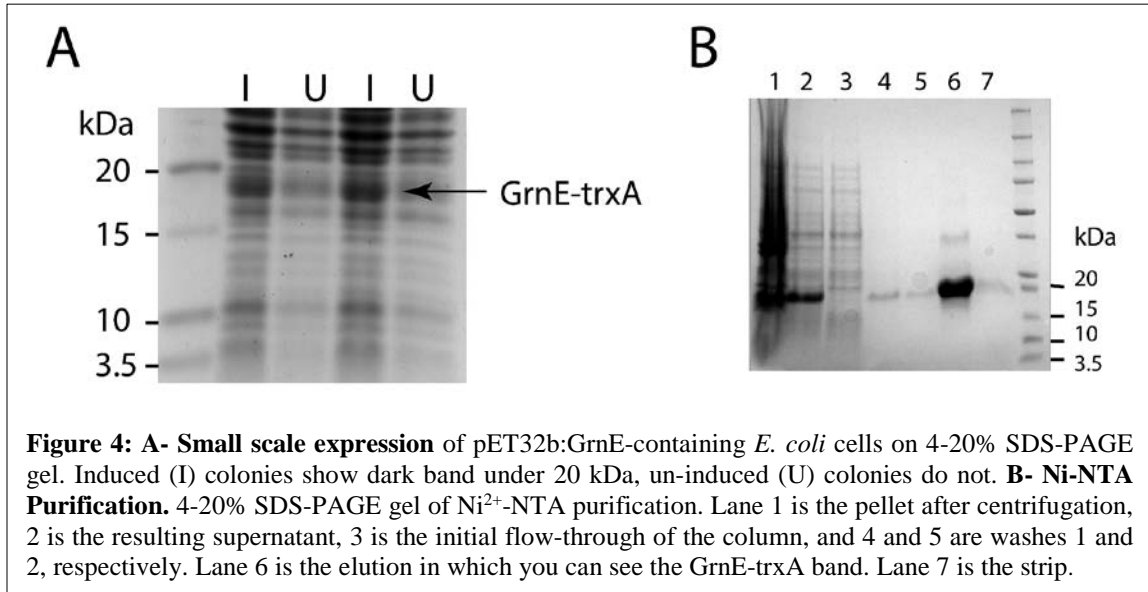 A
I U I U
kDa
20
15
10
3.5
GrnE-trxA
B
1 2 3 4 5 6 7
kDa
20
15
10
3.5
Figure 4: A- Small scale expression of pET32b:GrnE-containing E. coli cells on 4-20% SDS-PAGE
gel. Induced (I) colonies show dark band under 20 kDa, un-induced (U) colonies do not. B- Ni-NTA
Purification. 4-20% SDS-PAGE gel of Ni²⁺-NTA purification. Lane 1 is the pellet after centrifugation,
2 is the resulting supernatant, 3 is the initial flow-through of the column, and 4 and 5 are washes 1 and
2, respectively. Lane 6 is the elution in which you can see the GrnE-trxA band. Lane 7 is the strip.